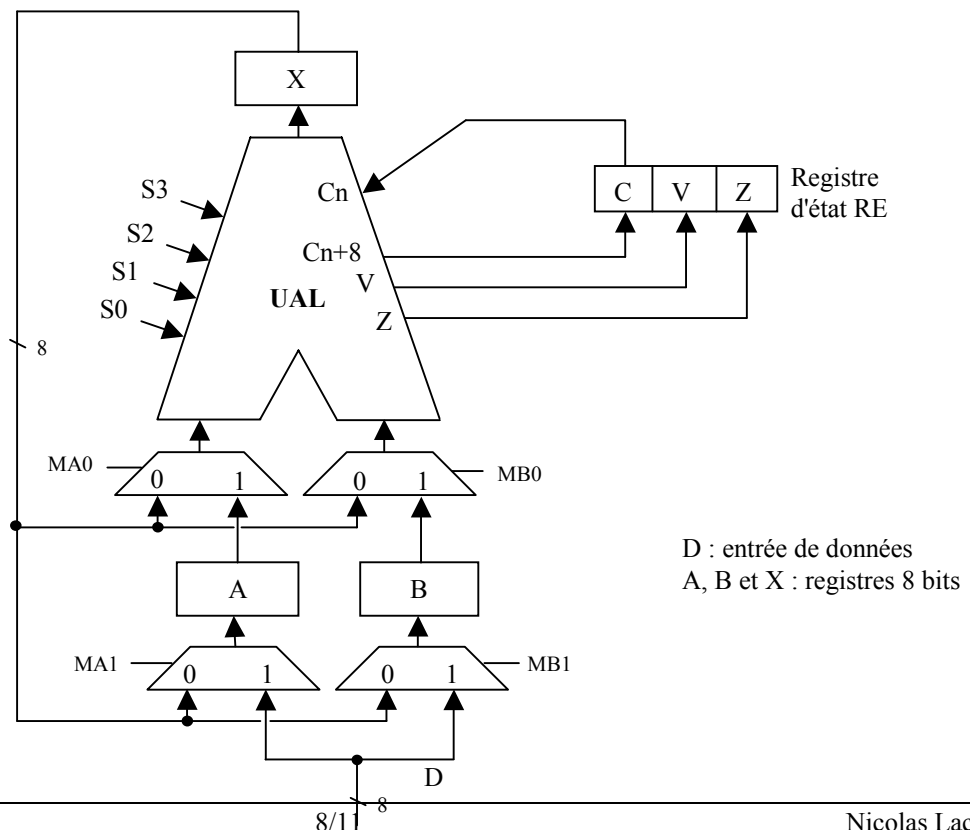 X
S3
S2
S1
S0
Cn
Cn+8
V
Z
UAL
C V Z
Registre
d'état RE
8
MA0
0 1
0 1
MB0
A
B
D : entrée de données
A, B et X : registres 8 bits
MA1
0 1
0 1
MB1
D
8
8/11
Nicolas Lac